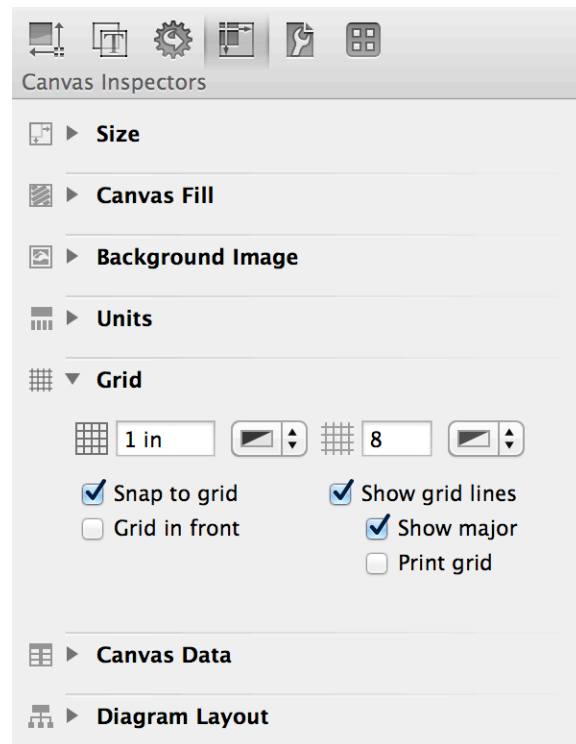 Canvas Inspectors
Size
Canvas Fill
Background Image
Units
Grid
1 in 8
Snap to grid Show grid lines
Grid in front Show major
Print grid
Canvas Data
Diagram Layout